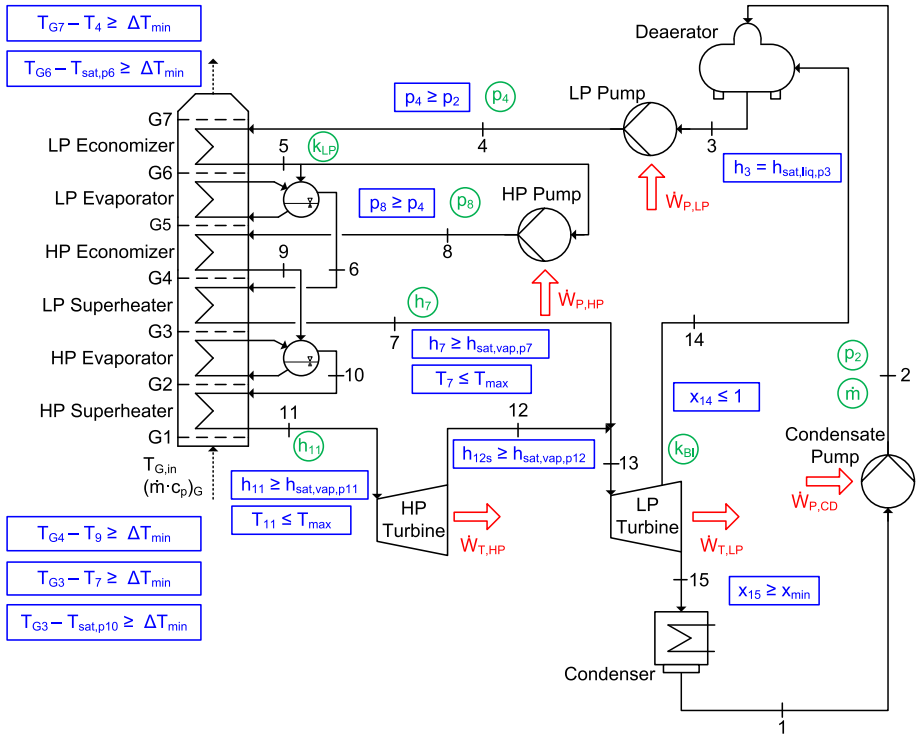 T_G7 – T_4 ≥ ΔT_min
T_G6 – T_sat,p6 ≥ ΔT_min
Deaerator
G7
LP Economizer
5
k_LP
p_4 ≥ p_2
p_4
4
LP Pump
3
h_3 = h_sat,liq,p3
Ẇ_P,LP
G6
LP Evaporator
G5
p_8 ≥ p_4
p_8
HP Pump
8
Ẇ_P,HP
HP Economizer
9
6
G4
LP Superheater
h_7
G3
7
14
h_7 ≥ h_sat,vap,p7
T_7 ≤ T_max
HP Evaporator
10
p_2
2
ṁ
G2
HP Superheater
11
12
x_14 ≤ 1
G1
h_11
h_12s ≥ h_sat,vap,p12
13
k_BI
Condensate
Pump
T_G,in
(ṁ·c_p)_G
h_11 ≥ h_sat,vap,p11
T_11 ≤ T_max
HP
Turbine
Ẇ_T,HP
LP
Turbine
Ẇ_T,LP
Ẇ_P,CD
T_G4 – T_9 ≥ ΔT_min
T_G3 – T_7 ≥ ΔT_min
T_G3 – T_sat,p10 ≥ ΔT_min
15
x_15 ≥ x_min
Condenser
1